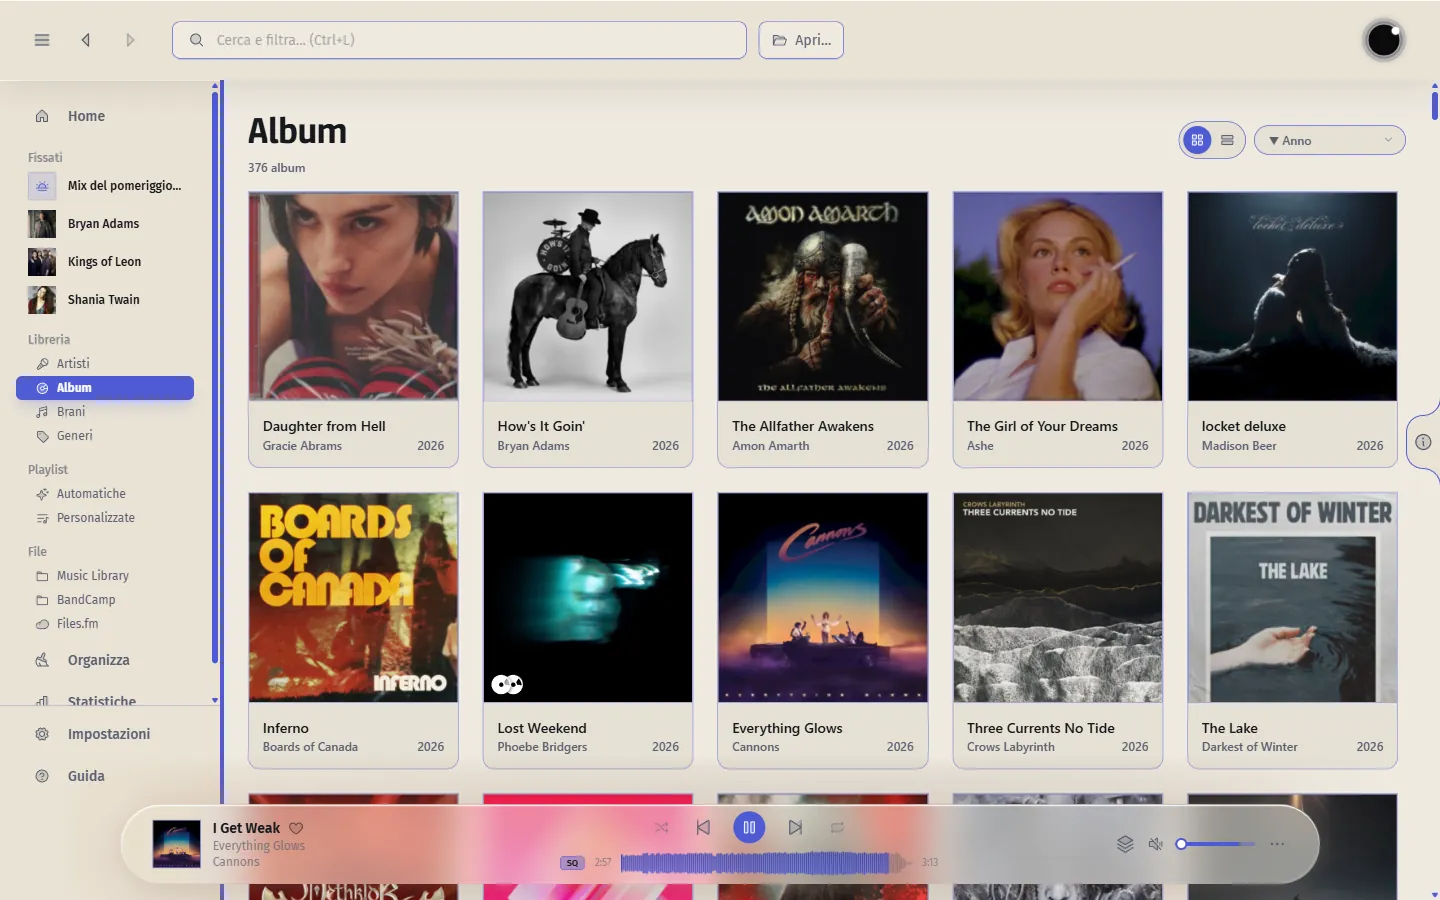 Cerca e filtra... (Ctrl+L)
Apri...
Home
Fissati
Mix del pomeriggio...
Bryan Adams
Kings of Leon
Shania Twain
Libreria
Artisti
Album
Brani
Generi
Playlist
Automatiche
Personalizzate
File
Music Library
BandCamp
Files.fm
Organizza
Statistiche
Impostazioni
Guida
Album
376 album
▼ Anno
HOW'S IT
GOIN'
AMON AMARTH
THE ALLFATHER AWAKENS
locket deluxe
Daughter from Hell
Gracie Abrams 2026
How's It Goin'
Bryan Adams 2026
The Allfather Awakens
Amon Amarth 2026
The Girl of Your Dreams
Ashe 2026
locket deluxe
Madison Beer 2026
BOARDS
OF
CANADA
INFERNO
Cannons
EVERYTHING GLOWS
CROWS LABYRINTH
THREE CURRENTS NO TIDE
DARKEST OF WINTER
THE LAKE
Inferno
Boards of Canada 2026
Lost Weekend
Phoebe Bridgers 2026
Everything Glows
Cannons 2026
Three Currents No Tide
Crows Labyrinth 2026
The Lake
Darkest of Winter 2026
I Get Weak
Everything Glows
Cannons
SQ 2:57 3:13